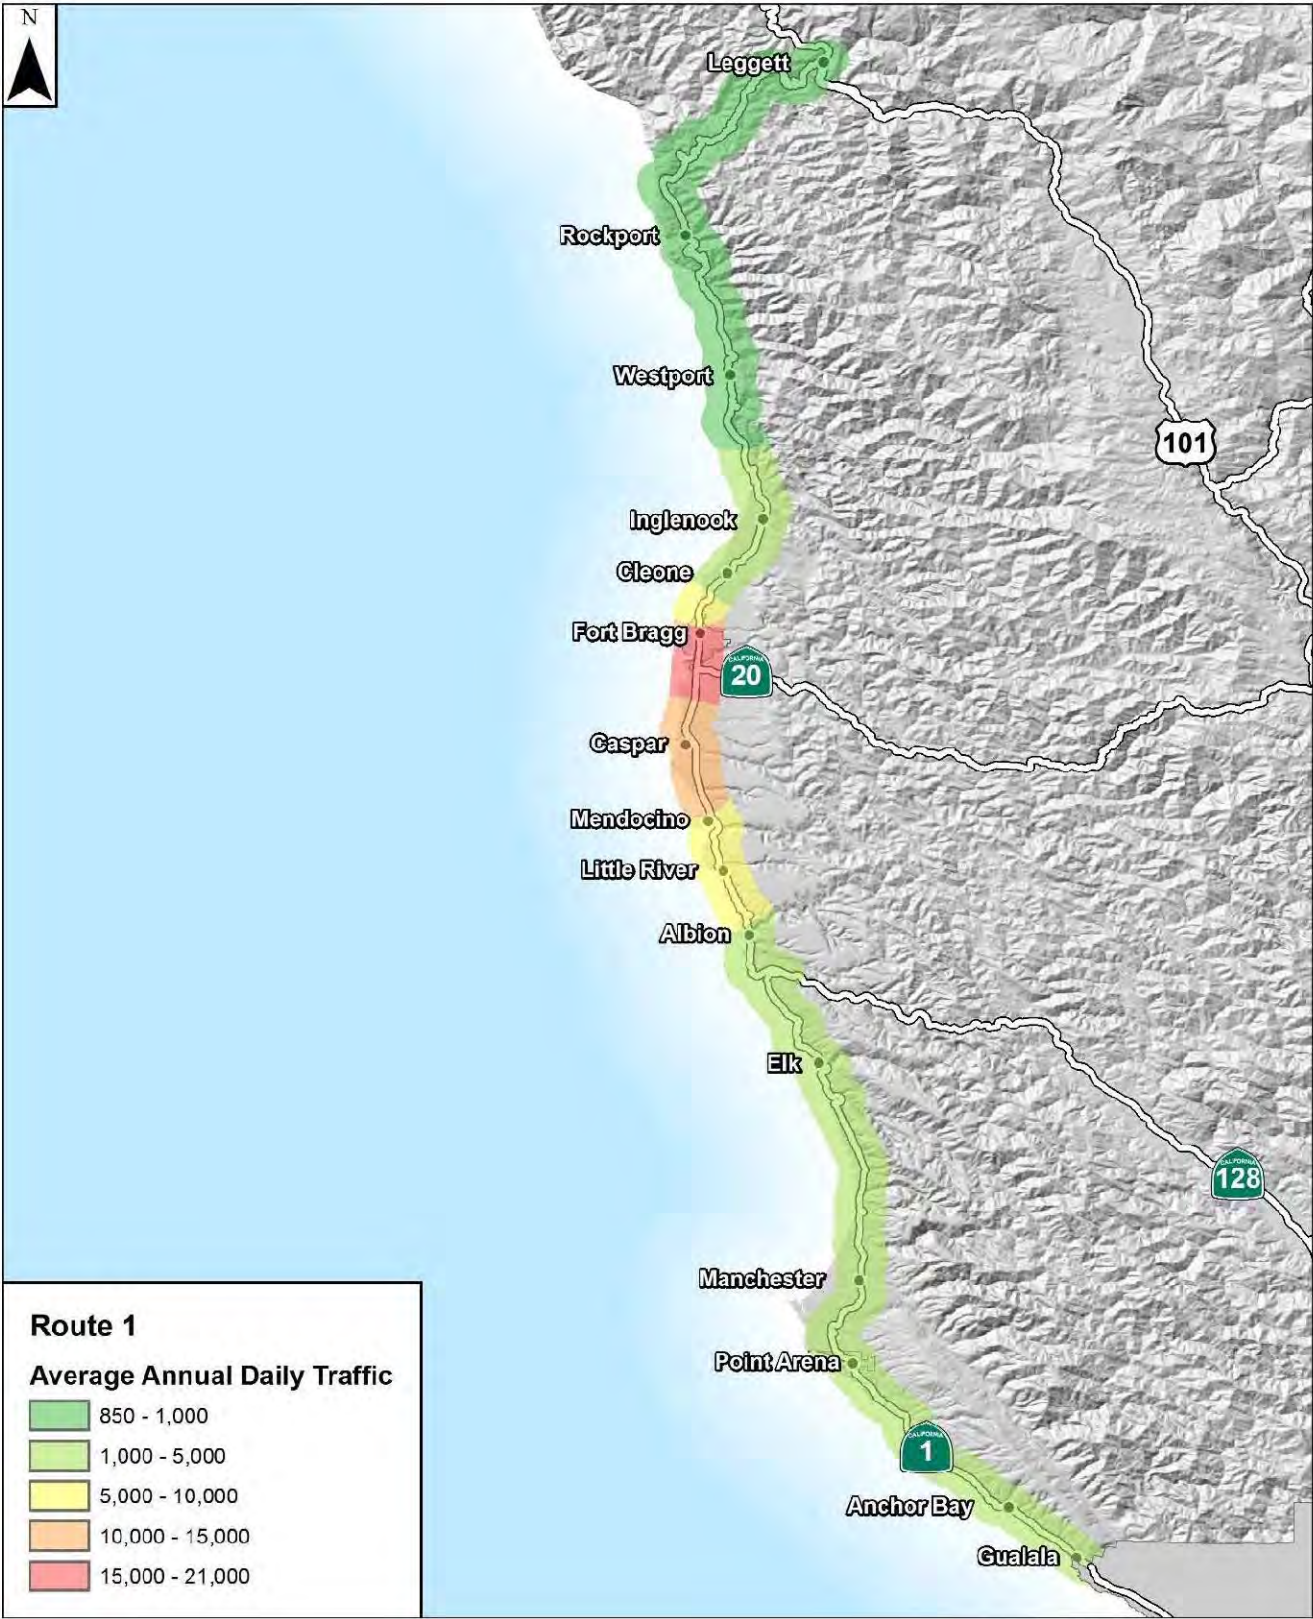 N
Leggett
Rockport
Westport
101
Inglenook
Cleone
Fort Bragg
CALIFORNIA
20
Caspar
Mendocino
Little River
Albion
Elk
CALIFORNIA
128
Manchester
Point Arena
CALIFORNIA
1
Anchor Bay
Gualala
Route 1
Average Annual Daily Traffic
850 - 1,000
1,000 - 5,000
5,000 - 10,000
10,000 - 15,000
15,000 - 21,000